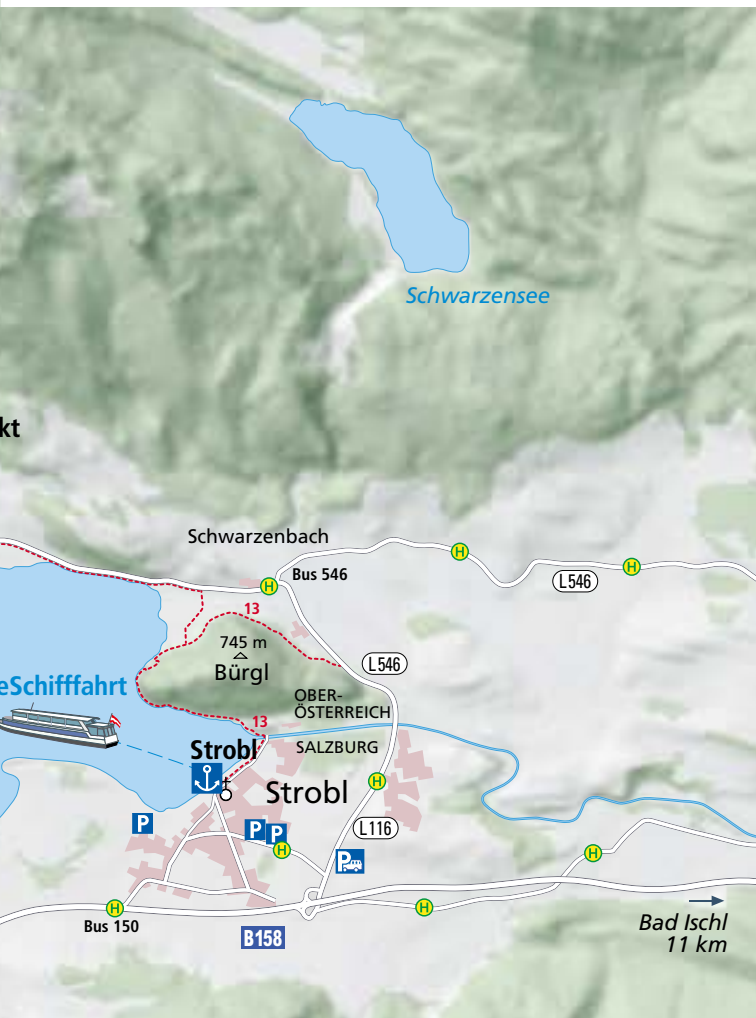 Schwarzensee
kt
Schwarzenbach
H
Bus 546
H
L546
H
13
745 m
Bürgl
L546
OBER-
ÖSTERREICH
eSchifffahrt
13
Strobl
SALZBURG
Strobl
H
P
P
P
L116
H
P
H
H
Bus 150
H
B158
Bad Ischl
11 km